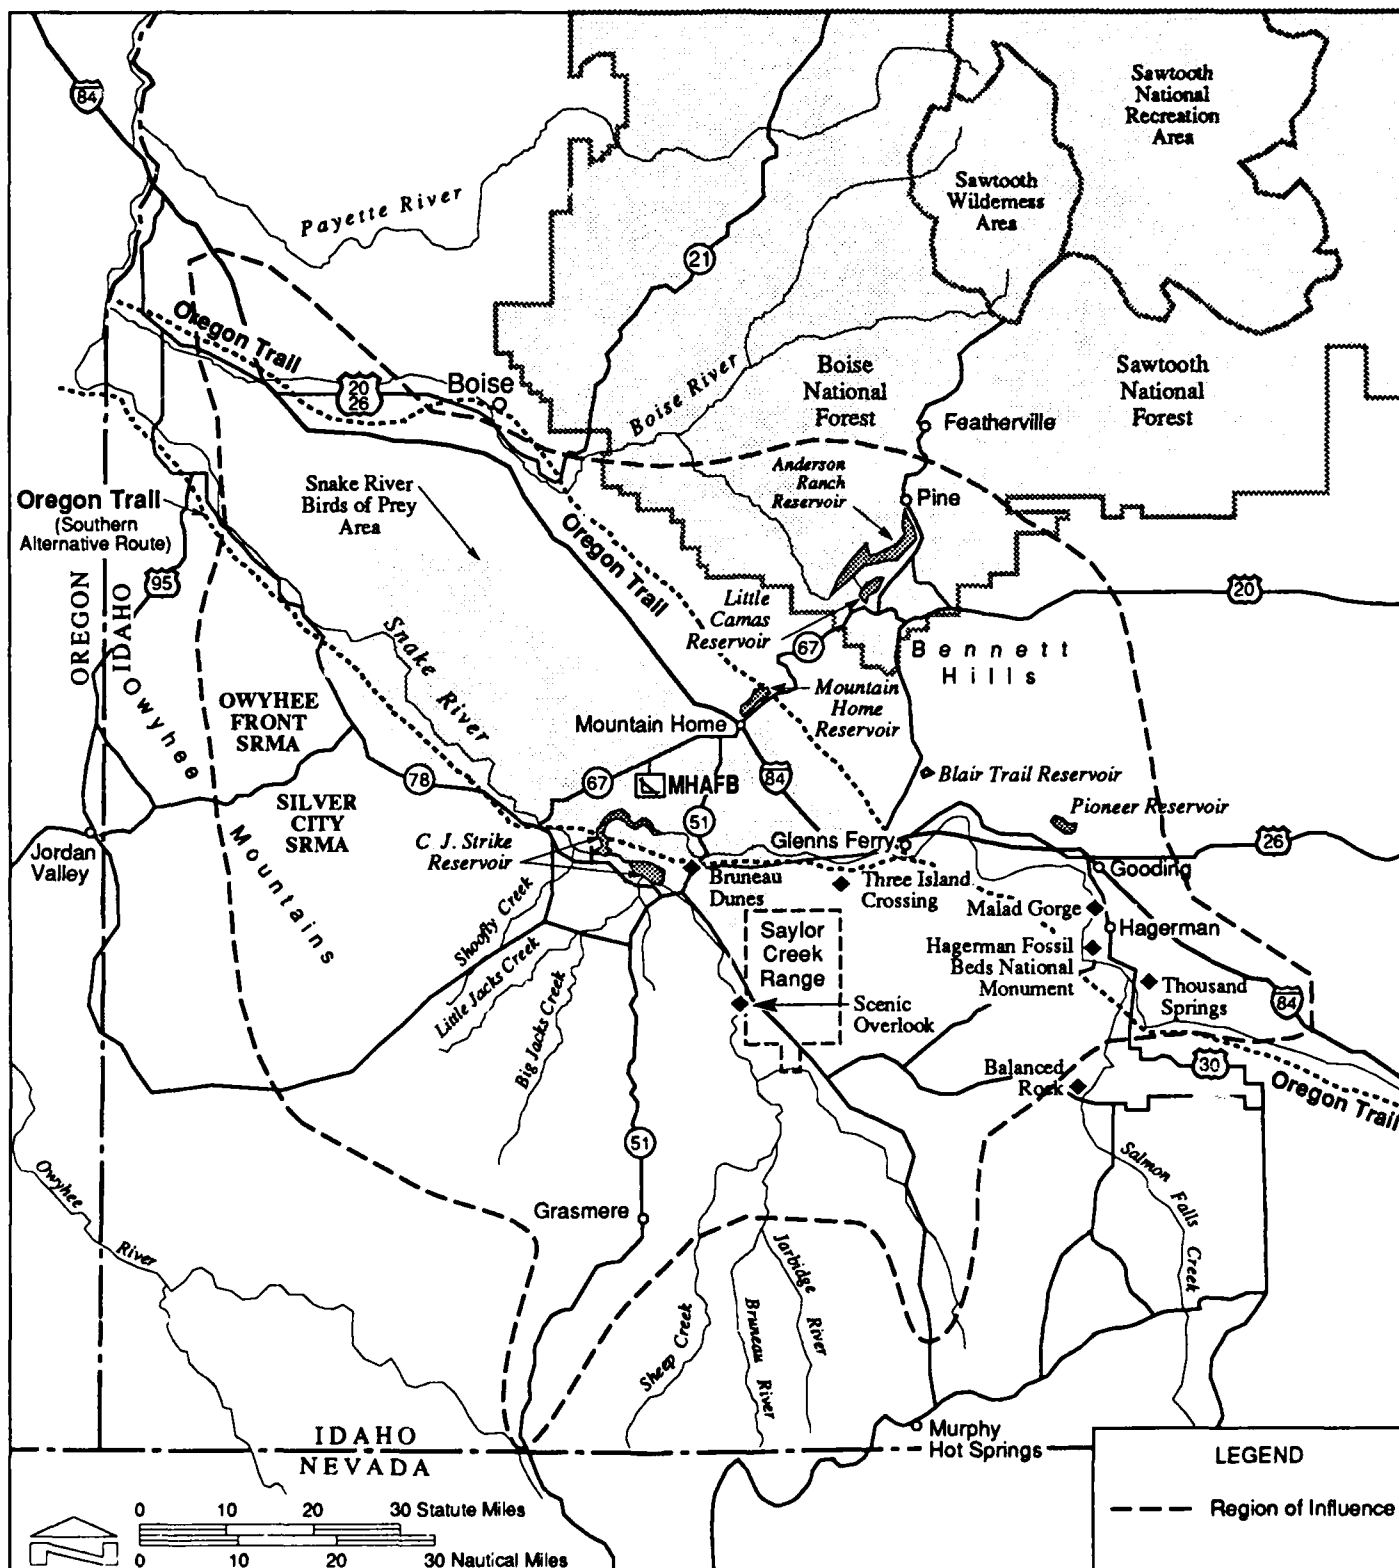 84
Sawtooth
National
Recreation
Area
Sawtooth
Wilderness
Area
Payette River
21
Oregon Trail
20
26
Boise
Boise River
Boise
National
Forest
Sawtooth
National
Forest
Featherville
Anderson
Ranch
Reservoir
Pine
Snake River
Birds of Prey
Area
Oregon Trail
(Southern
Alternative Route)
Oregon Trail
95
OREGON
IDAHO
20
Little
Camas
Reservoir
67
Bennett
Hills
Snake River
Owyhee Mountains
OWYHEE
FRONT
SRMA
Mountain Home
Mountain
Home
Reservoir
78
67
MHAFB
84
51
Blair Trail Reservoir
Pioneer Reservoir
SILVER
CITY
SRMA
Jordan
Valley
C J. Strike
Reservoir
Glenns Ferry
26
Gooding
Bruneau
Dunes
Three Island
Crossing
Malad Gorge
Hagerman
Shoofly Creek
Little Jacks Creek
Big Jacks Creek
Saylor
Creek
Range
Hagerman Fossil
Beds National
Monument
Thousand
Springs
84
Scenic
Overlook
Balanced
Rock
30
Oregon Trail
51
Owyhee River
Grasmere
Salmon Falls Creek
Jarbidge River
Bruneau River
Sheep Creek
Murphy
Hot Springs
IDAHO
NEVADA
LEGEND
Region of Influence
0 10 20 30 Statute Miles
0 10 20 30 Nautical Miles